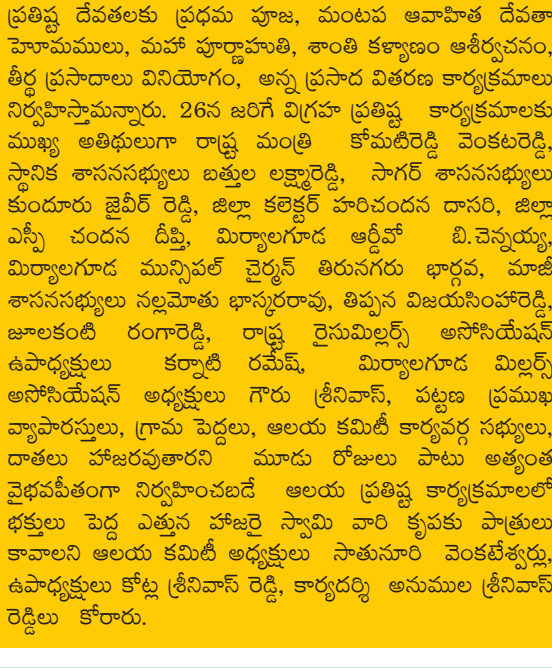 ప్రతిష్ట దేవతలకు ప్రధమ పూజ, మంటప ఆవాహిత దేవతా
హెూమములు, మహా పూర్ణాహుతి, శాంతి కళ్యాణం ఆశీర్వచనం,
తీర్థ ప్రసాదాలు వినియోగం, అన్న ప్రసాద వితరణ కార్యక్రమాలు
నిర్వహిస్తామన్నారు. 26న జరిగే విగ్రహ ప్రతిష్ట కార్యక్రమాలకు
ముఖ్య అతిథులుగా రాష్ట్ర మంత్రి కోమటిరెడ్డి వెంకటరెడ్డి,
స్థానిక శాసనసభ్యులు బత్తుల లక్ష్మారెడ్డి, సాగర్ శాసనసభ్యులు
కుందూరు జైవీర్ రెడ్డి, జిల్లా కలెక్టర్ హరిచందన దాసరి, జిల్లా
ఎస్పీ చందన దీప్తి, మిర్యాలగూడ ఆర్డీవో బి.చెన్నయ్య,
మిర్యాలగూడ మున్సిపల్ చైర్మన్ తిరునగరు భార్గవ, మాజీ
శాసనసభ్యులు నల్లమోతు భాస్కరరావు, తిప్పన విజయసింహారెడ్డి,
జూలకంటి రంగారెడ్డి, రాష్ట్ర రైసుమిల్లర్స్ అసోసియేషన్
ఉపాధ్యక్షులు కర్నాటి రమేష్, మిర్యాలగూడ మిల్లర్స్
అసోసియేషన్ అధ్యక్షులు గౌరు శ్రీనివాస్, పట్టణ ప్రముఖ
వ్యాపారస్తులు, గ్రామ పెద్దలు, ఆలయ కమిటీ కార్యవర్గ సభ్యులు,
దాతలు హాజరవుతారని మూడు రోజులు పాటు అత్యంత
వైభవపీతంగా నిర్వహించబడే ఆలయ ప్రతిష్ట కార్యక్రమాలలో
భక్తులు పెద్ద ఎత్తున హాజరై స్వామి వారి కృపకు పాత్రులు
కావాలని ఆలయ కమిటీ అధ్యక్షులు సాతునూరి వెంకటేశ్వర్లు,
ఉపాధ్యక్షులు కోట్ల శ్రీనివాస్ రెడ్డి, కార్యదర్శి అనుముల శ్రీనివాస్
రెడ్డిలు కోరారు.